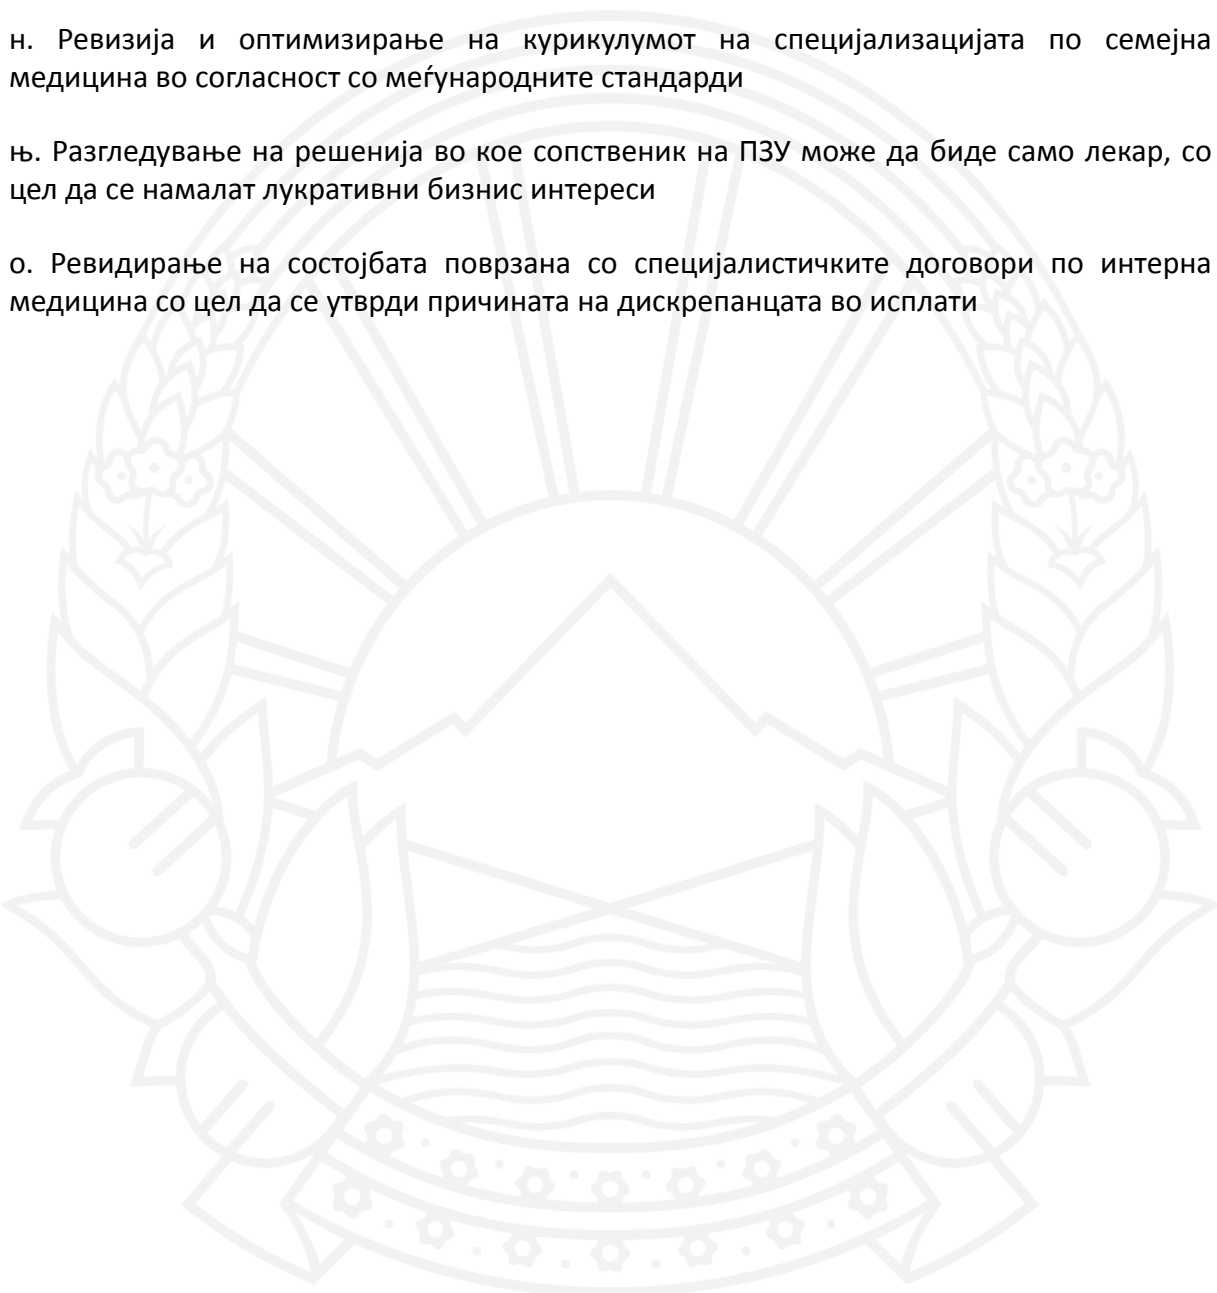 н. Ревизија и оптимизирање на курикулумот на специјализацијата по семејна
медицина во согласност со меѓународните стандарди
њ. Разгледување на решенија во кое сопственик на ПЗУ може да биде само лекар, со
цел да се намалат лукративни бизнис интереси
о. Ревидирање на состојбата поврзана со специјалистичките договори по интерна
медицина со цел да се утврди причината на дискрепанцата во исплати